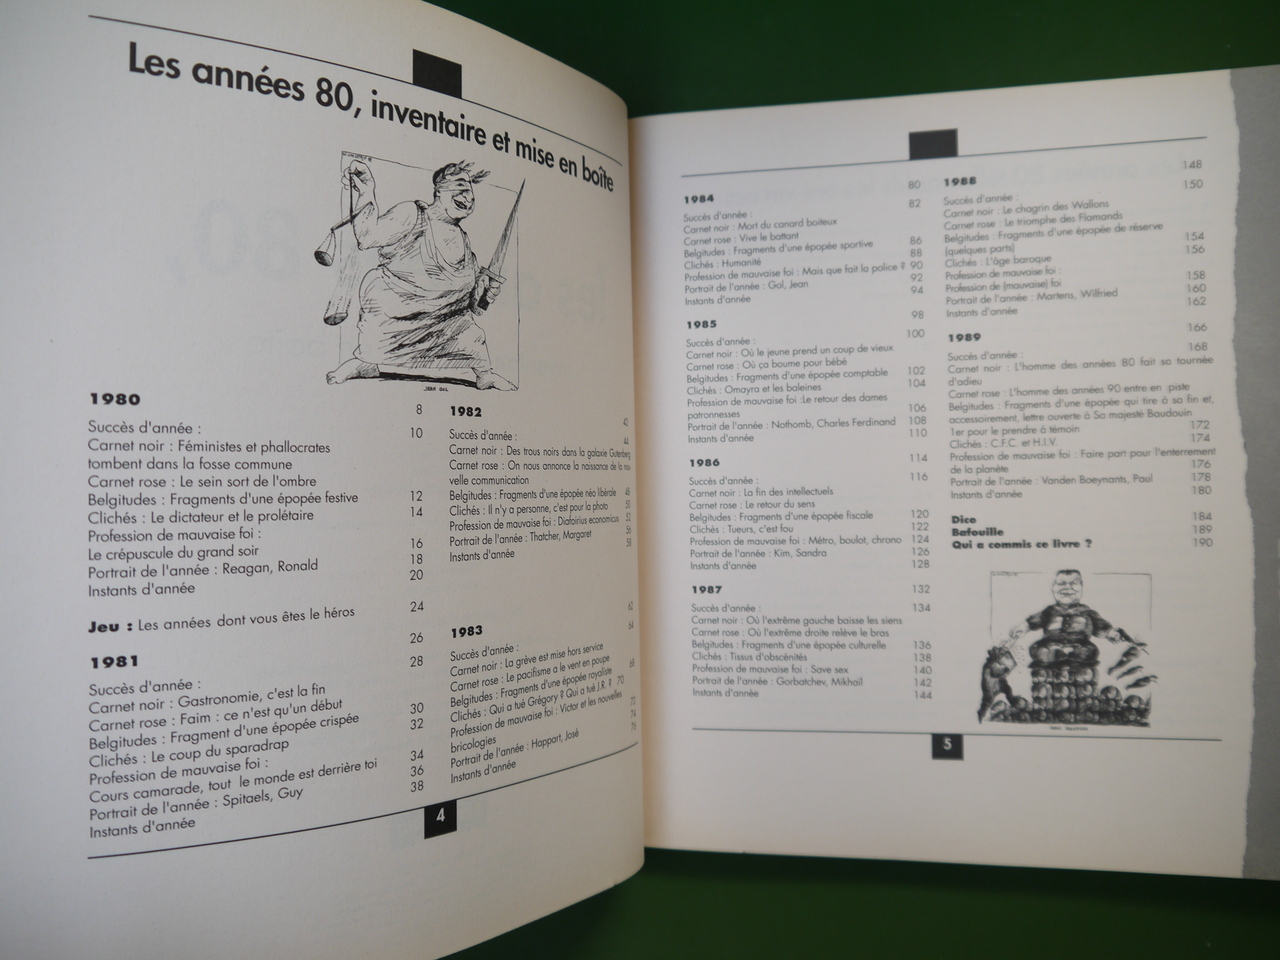 Les années 80, inventaire et mise en boîte
JEAN GOL
1980 8
Succès d'année : 10
Carnet noir : Féministes et phallocrates
tombent dans la fosse commune
Carnet rose : Le sein sort de l'ombre
Belgitudes : Fragments d'une épopée festive 12
Clichés : Le dictateur et le prolétaire 14
Profession de mauvaise foi :
Le crépuscule du grand soir 16
Portrait de l'année : Reagan, Ronald 18
Instants d'année 20
Jeu : Les années dont vous êtes le héros 24
1981 26
Succès d'année : 28
Carnet noir : Gastronomie, c'est la fin
Carnet rose : Faim : ce n'est qu'un début
Belgitudes : Fragment d'une épopée crispée 30
Clichés : Le coup du sparadrap 32
Profession de mauvaise foi :
Cours camarade, tout le monde est derrière toi 34
Portrait de l'année : Spitaels, Guy 36
Instants d'année 38
1982 42
Succès d'année : 44
Carnet noir : Des trous noirs dans la galaxie Gutenberg
Carnet rose : On nous annonce la naissance de la nou-
velle communication
Belgitudes : Fragments d'une épopée néo libérale 48
Clichés : Il n'y a personne, c'est pour la photo 50
Profession de mauvaise foi : Diafoirius economicus 52
Portrait de l'année : Thatcher, Margaret 56
Instants d'année 58
1983 62
Succès d'année : 64
Carnet noir : La grève est mise hors service
Carnet rose : Le pacifisme a le vent en poupe
Belgitudes : Fragments d'une épopée royaliste 68
Clichés : Qui a tué Grégory ? Qui a tué J.R. ? 70
Profession de mauvaise foi : Victor et les nouvelles
bricologies 72
Portrait de l'année : Happart, José 74
Instants d'année 76
4
1984 80
Succès d'année : 82
Carnet noir : Mort du canard boiteux
Carnet rose : Vive le battant
Belgitudes : Fragments d'une épopée sportive 86
Clichés : Humanité 88
Profession de mauvaise foi : Mais que fait la police ? 90
Portrait de l'année : Gol, Jean 92
Instants d'année 94
1985 98
Succès d'année : 100
Carnet noir : Où le jeune prend un coup de vieux
Carnet rose : Où ça boume pour bébé
Belgitudes : Fragments d'une épopée comptable 102
Clichés : Omayra et les baleines 104
Profession de mauvaise foi :Le retour des dames
patronnesses 106
Portrait de l'année : Nothomb, Charles Ferdinand 108
Instants d'année 110
1986 114
Succès d'année : 116
Carnet noir : La fin des intellectuels
Carnet rose : Le retour du sens
Belgitudes : Fragments d'une épopée fiscale 120
Clichés : Tueurs, c'est fou 122
Profession de mauvaise foi : Métro, boulot, chrono 124
Portrait de l'année : Kim, Sandra 126
Instants d'année 128
1987 132
Succès d'année : 134
Carnet noir : Où l'extrême gauche baisse les siens
Carnet rose : Où l'extrême droite relève le bras
Belgitudes : Fragments d'une épopée culturelle 136
Clichés : Tissus d'obscénités 138
Profession de mauvaise foi : Save sex 140
Portrait de l'année : Gorbatchev, Mikhaïl 142
Instants d'année 144
1988 148
Succès d'année : 150
Carnet noir : Le chagrin des Wallons
Carnet rose : Le triomphe des Flamands
Belgitudes : Fragments d'une épopée de réserve
(quelques parts) 154
Clichés : L'âge baroque 156
Profession de mauvaise foi :
Profession de (mauvaise) foi 158
Portrait de l'année : Martens, Wilfried 160
Instants d'année 162
1989 166
Succès d'année : 168
Carnet noir : L'homme des années 80 fait sa tournée
d'adieu
Carnet rose : L'homme des années 90 entre en piste
Belgitudes : Fragments d'une épopée qui tire à sa fin et,
accessoirement, lettre ouverte à Sa majesté Baudouin
1er pour le prendre à témoin 172
Clichés : C.F.C. et H.I.V. 174
Profession de mauvaise foi : Faire part pour l'enterrement
de la planète 176
Portrait de l'année : Vanden Boeynants, Paul 178
Instants d'année 180
Dico 184
Bafouille 189
Qui a commis ce livre ? 190
5